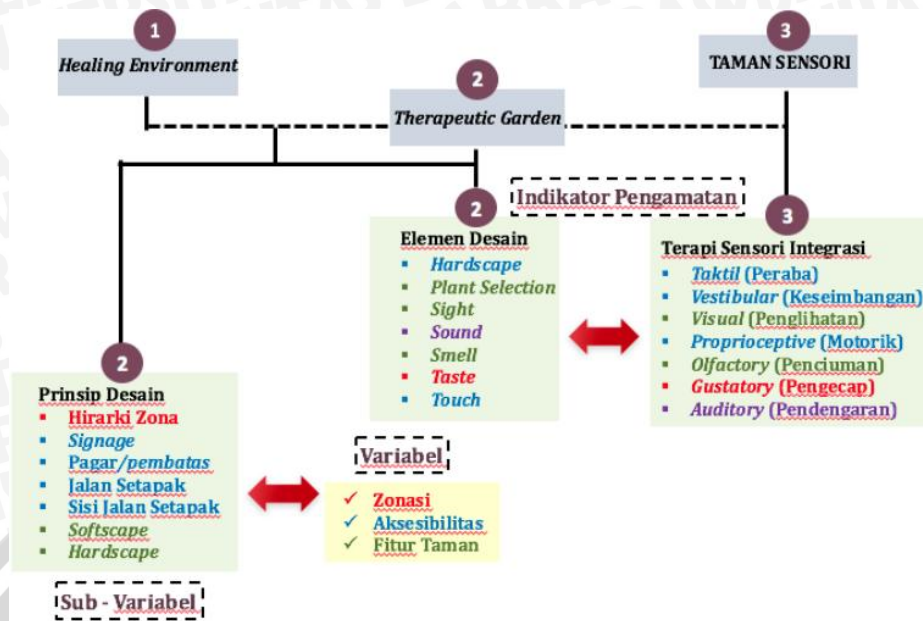 1
Healing Environment
2
Therapeutic Garden
3
TAMAN SENSORI
Indikator Pengamatan
2
Elemen Desain
Hardscape
Plant Selection
Sight
Sound
Smell
Taste
Touch
3
Terapi Sensori Integrasi
Taktil (Peraba)
Vestibular (Keseimbangan)
Visual (Penglihatan)
Proprioceptive (Motorik)
Olfactory (Penciuman)
Gustatory (Pengecap)
Auditory (Pendengaran)
2
Prinsip Desain
Hirarki Zona
Signage
Pagar/pembatas
Jalan Setapak
Sisi Jalan Setapak
Softscape
Hardscape
Variabel
Zonasi
Aksesibilitas
Fitur Taman
Sub - Variabel